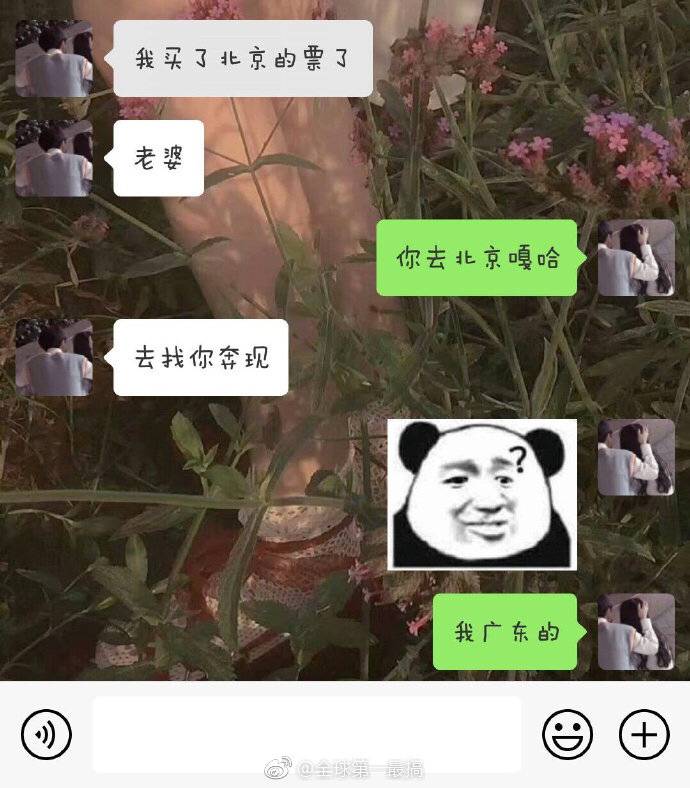 我买了北京的票了
老婆
你去北京嘎哈
去找你奔现
?
我广东的
@全球第一最搞